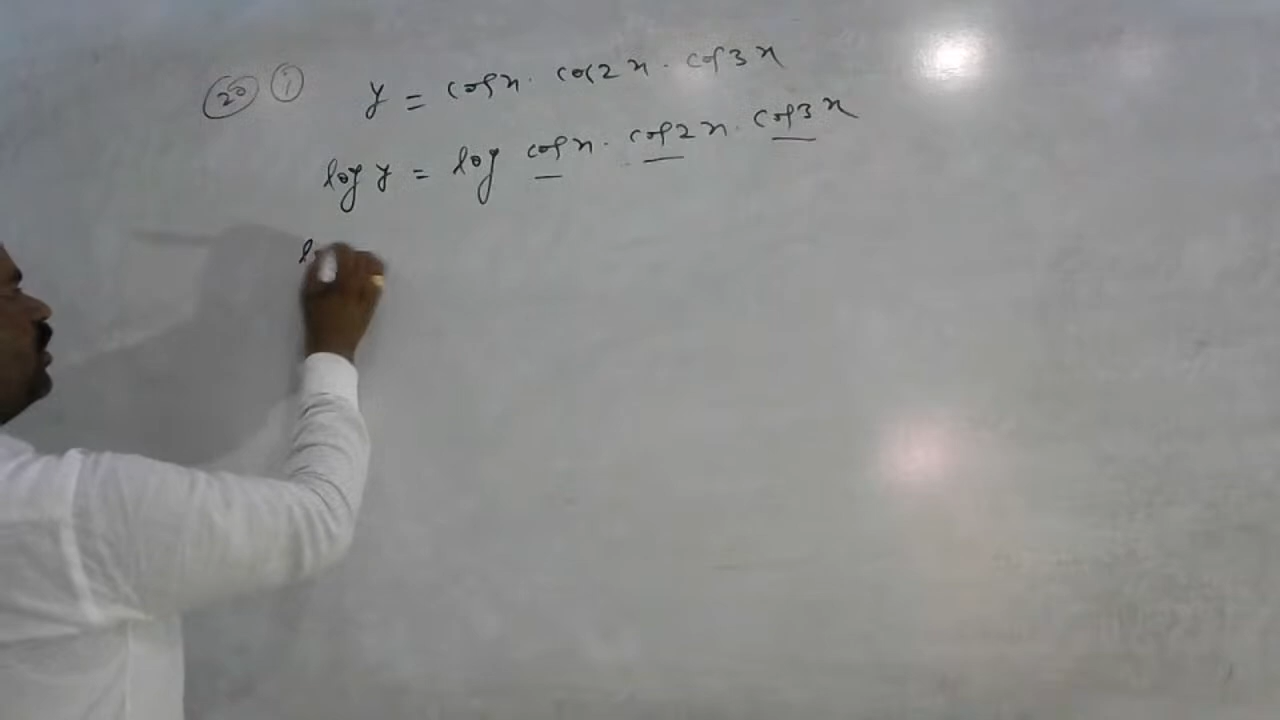 20 i y = cos x . cos 2x . cos 3x
log y = log cos x . cos 2x . cos 3x
l